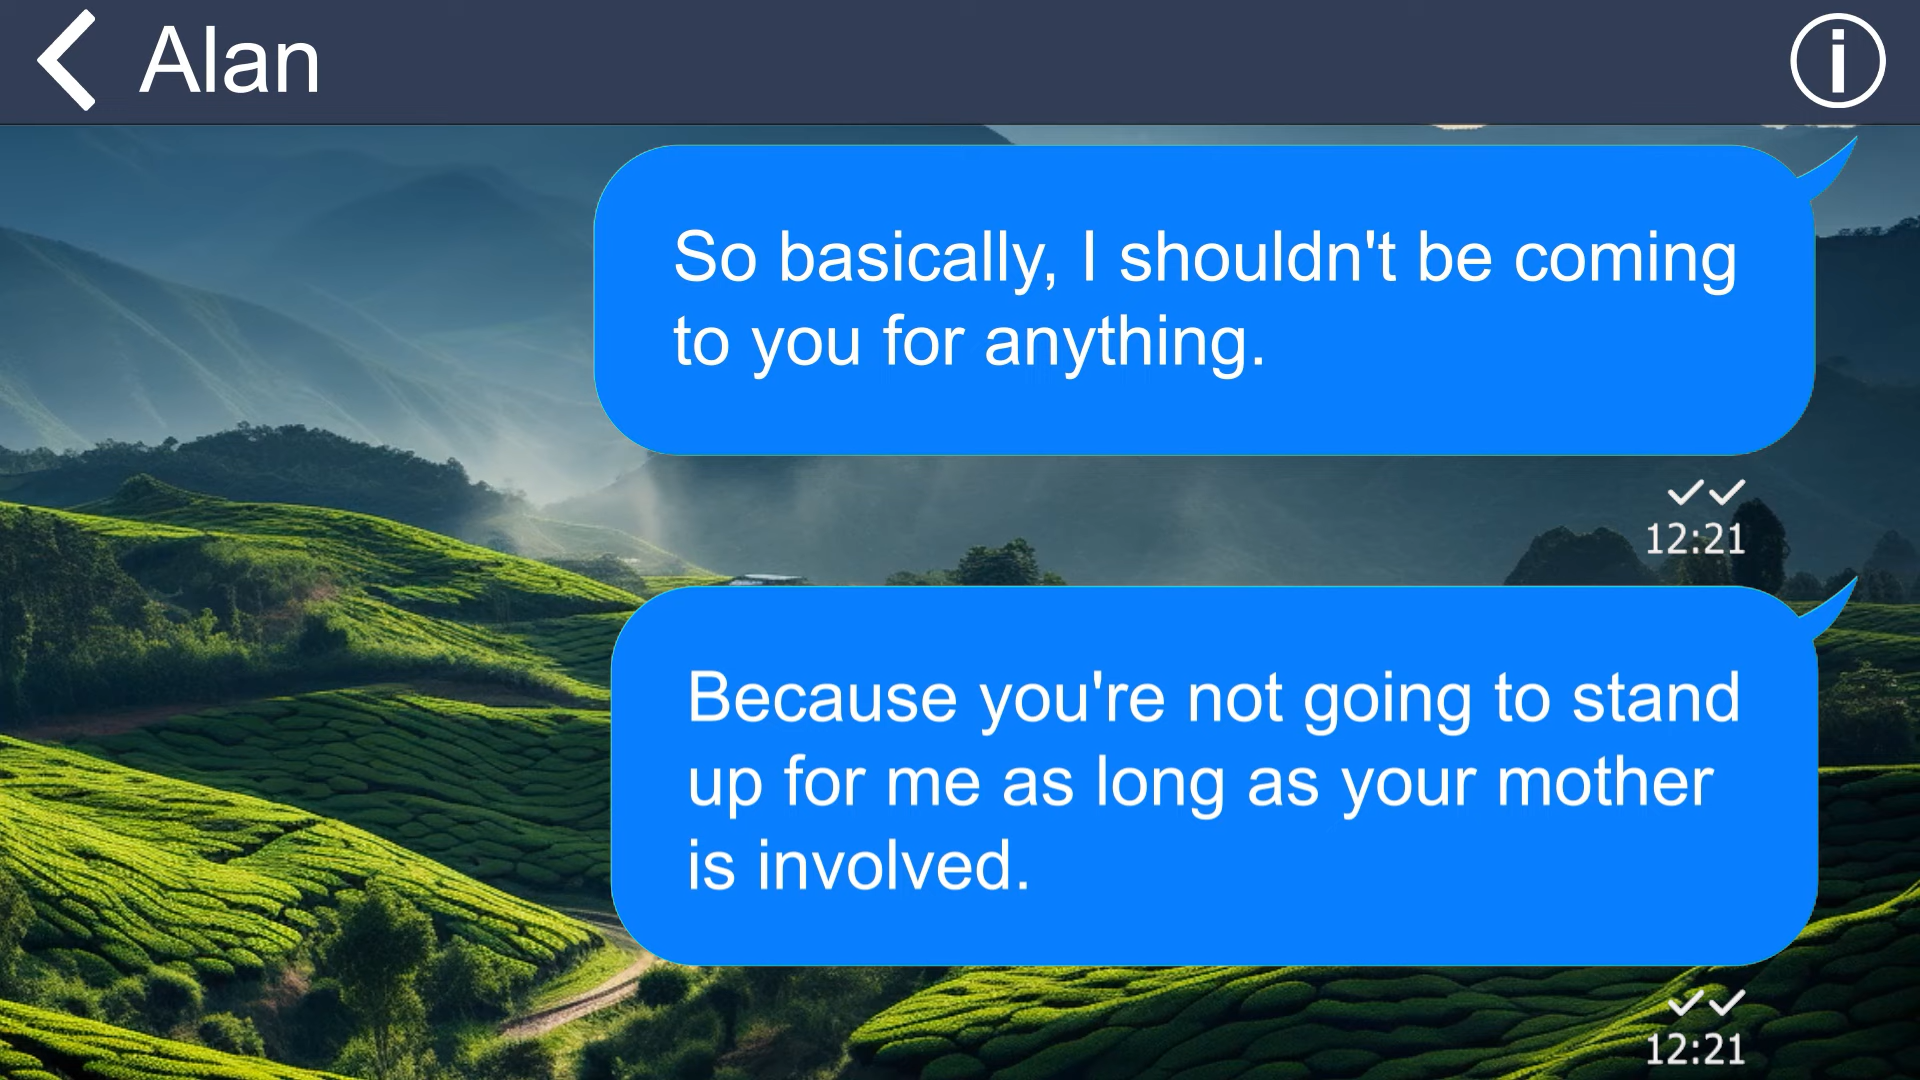 Alan
So basically, I shouldn't be coming
to you for anything.
12:21
Because you're not going to stand
up for me as long as your mother
is involved.
12:21